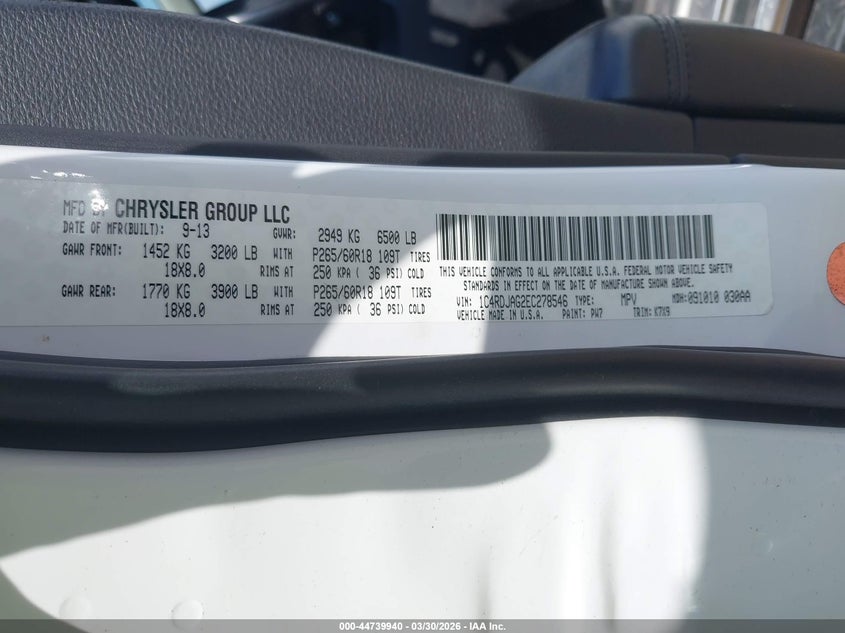 MFD BY CHRYSLER GROUP LLC
DATE OF MFR(BUILT): 9-13 GVWR: 2949 KG 6500 LB
GAWR FRONT: 1452 KG 3200 LB WITH P265/60R18 109T TIRES
18X8.0 RIMS AT 250 KPA ( 36 PSI) COLD
GAWR REAR: 1770 KG 3900 LB WITH P265/60R18 109T TIRES
18X8.0 RIMS AT 250 KPA ( 36 PSI) COLD
THIS VEHICLE CONFORMS TO ALL APPLICABLE U.S.A. FEDERAL MOTOR VEHICLE SAFETY
STANDARDS IN EFFECT ON THE DATE OF MANUFACTURE SHOWN ABOVE.
VIN: 1C4RDJAG2EC278546 TYPE: MPV MDH: 091010 030AA
VEHICLE MADE IN U.S.A. PAINT: PW7 TRIM: K7X9
000-44739940 - 03/30/2026 - IAA Inc.